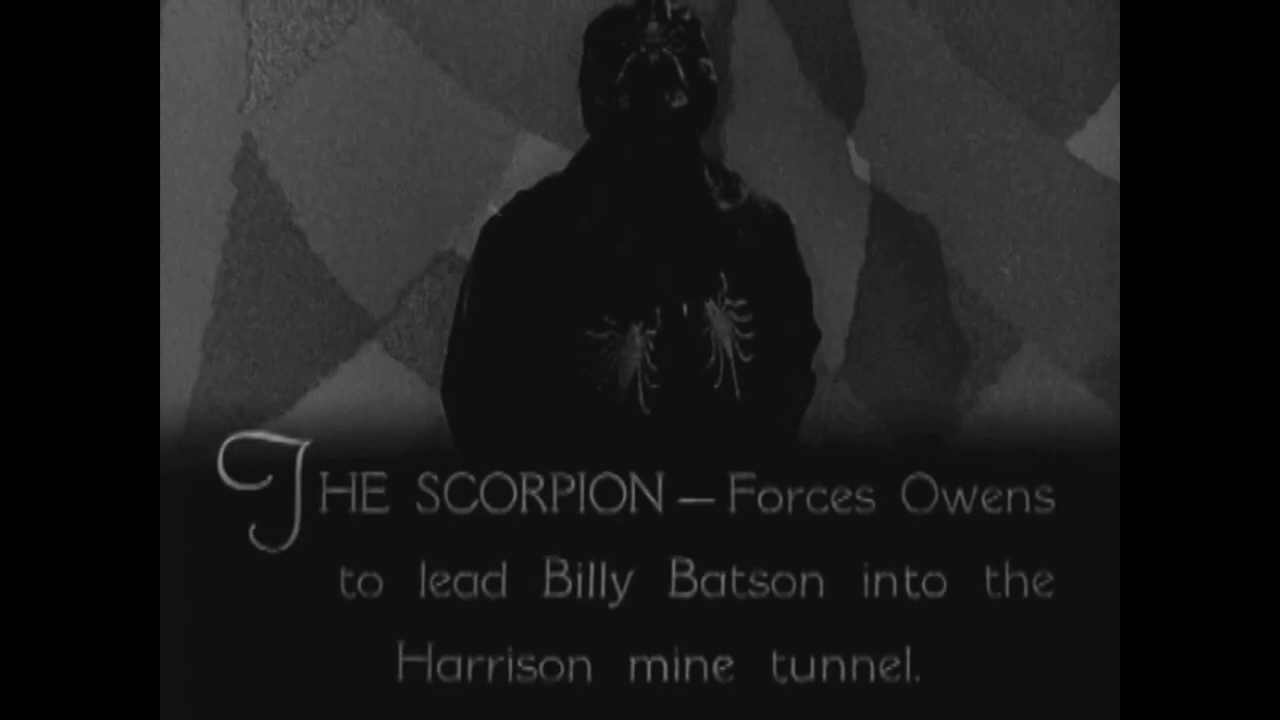 THE SCORPION — Forces Owens
to lead Billy Batson into the
Harrison mine tunnel.